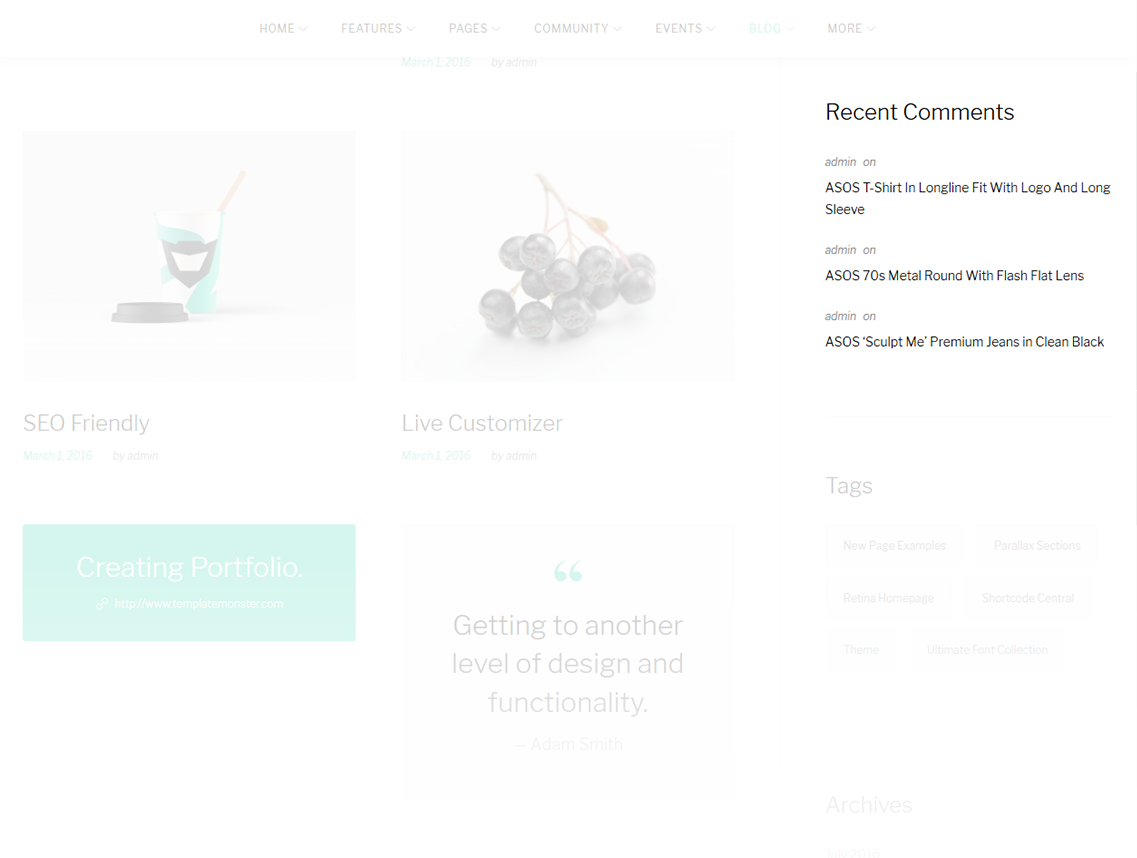 HOME FEATURES PAGES COMMUNITY EVENTS BLOG MORE
March 1, 2016 by admin
SEO Friendly
March 1, 2016 by admin
Live Customizer
March 1, 2016 by admin
Creating Portfolio.
http://www.templatemonster.com
“
Getting to another
level of design and
functionality.
— Adam Smith
Recent Comments
admin on
ASOS T-Shirt In Longline Fit With Logo And Long
Sleeve
admin on
ASOS 70s Metal Round With Flash Flat Lens
admin on
ASOS ‘Sculpt Me’ Premium Jeans in Clean Black
Tags
New Page Examples Parallax Sections
Retina Homepage Shortcode Central
Theme Ultimate Font Collection
Archives
July 2016